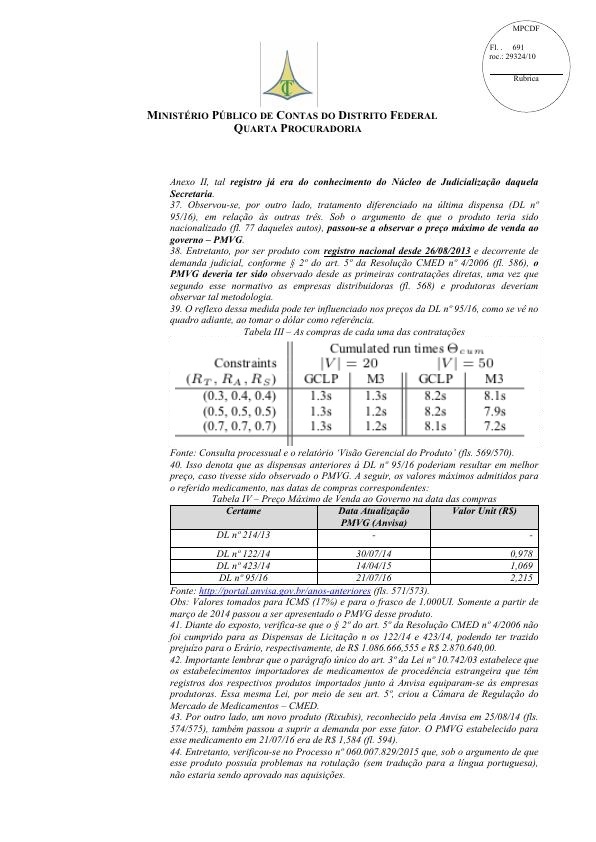 MPCDF
Fl. . 691
roc.: 29324/10
Rubrica
MINISTÉRIO PÚBLICO DE CONTAS DO DISTRITO FEDERAL
QUARTA PROCURADORIA
Anexo II, tal registro já era do conhecimento do Núcleo de Judicialização daquela
Secretaria.
37. Observou-se, por outro lado, tratamento diferenciado na última dispensa (DL nº
95/16), em relação às outras três. Sob o argumento de que o produto teria sido
nacionalizado (fl. 77 daqueles autos), passou-se a observar o preço máximo de venda ao
governo – PMVG.
38. Entretanto, por ser produto com registro nacional desde 26/08/2013 e decorrente de
demanda judicial, conforme § 2º do art. 5º da Resolução CMED nº 4/2006 (fl. 586), o
PMVG deveria ter sido observado desde as primeiras contratações diretas, uma vez que
segundo esse normativo as empresas distribuidoras (fl. 568) e produtoras deveriam
observar tal metodologia.
39. O reflexo dessa medida pode ter influenciado nos preços da DL nº 95/16, como se vê no
quadro adiante, ao tomar o dólar como referência.
Tabela III – As compras de cada uma das contratações
Cumulated run times Θcum
Constraints |V| = 20 |V| = 50
(RT, RA, RS) GCLP M3 GCLP M3
(0.3, 0.4, 0.4) 1.3s 1.3s 8.2s 8.1s
(0.5, 0.5, 0.5) 1.3s 1.2s 8.2s 7.9s
(0.7, 0.7, 0.7) 1.3s 1.2s 8.1s 7.2s
Fonte: Consulta processual e o relatório ‘Visão Gerencial do Produto’ (fls. 569/570).
40. Isso denota que as dispensas anteriores à DL nº 95/16 poderiam resultar em melhor
preço, caso tivesse sido observado o PMVG. A seguir, os valores máximos admitidos para
o referido medicamento, nas datas de compras correspondentes:
Tabela IV – Preço Máximo de Venda ao Governo na data das compras
Certame Data Atualização Valor Unit (R$)
PMVG (Anvisa)
DL nº 214/13 - -
DL nº 122/14 30/07/14 0,978
DL nº 423/14 14/04/15 1,069
DL nº 95/16 21/07/16 2,215
Fonte: http://portal.anvisa.gov.br/anos-anteriores (fls. 571/573).
Obs: Valores tomados para ICMS (17%) e para o frasco de 1,000UI. Somente a partir de
março de 2014 passou a ser apresentado o PMVG desse produto.
41. Diante do exposto, verifica-se que o § 2º do art. 5º da Resolução CMED nº 4/2006 não
foi cumprido para as Dispensas de Licitação n os 122/14 e 423/14, podendo ter trazido
prejuízo para o Erário, respectivamente, de R$ 1.086.666,555 e R$ 2.870.640,00.
42. Importante lembrar que o parágrafo único do art. 3º da Lei nº 10.742/03 estabelece que
os estabelecimentos importadores de medicamentos de procedência estrangeira que têm
registros dos respectivos produtos importados junto à Anvisa equiparam-se às empresas
produtoras. Essa mesma Lei, por meio de seu art. 5º, criou a Câmara de Regulação do
Mercado de Medicamentos – CMED.
43. Por outro lado, um novo produto (Rixubis), reconhecido pela Anvisa em 25/08/14 (fls.
574/575), também passou a suprir a demanda por esse fator. O PMVG estabelecido para
esse medicamento em 21/07/16 era de R$ 1,584 (fl. 594).
44. Entretanto, verificou-se no Processo nº 060.007.829/2015 que, sob o argumento de que
esse produto possuía problemas na rotulação (sem tradução para a língua portuguesa),
não estaria sendo aprovado nas aquisições.